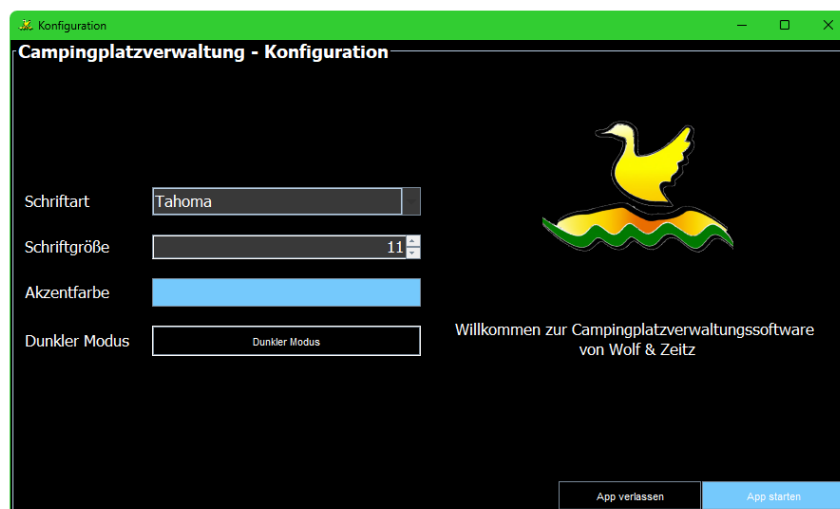 Konfiguration
Campingplatzverwaltung - Konfiguration
Schriftart
Tahoma
Schriftgröße
11
Akzentfarbe
Dunkler Modus
Dunkler Modus
Willkommen zur Campingplatzverwaltungssoftware
von Wolf & Zeitz
App verlassen
App starten